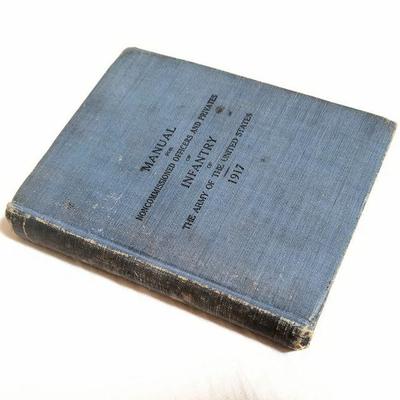 MANUAL
FOR
NONCOMMISSIONED OFFICERS AND PRIVATES
OF
INFANTRY
OF
THE ARMY OF THE UNITED STATES
1917